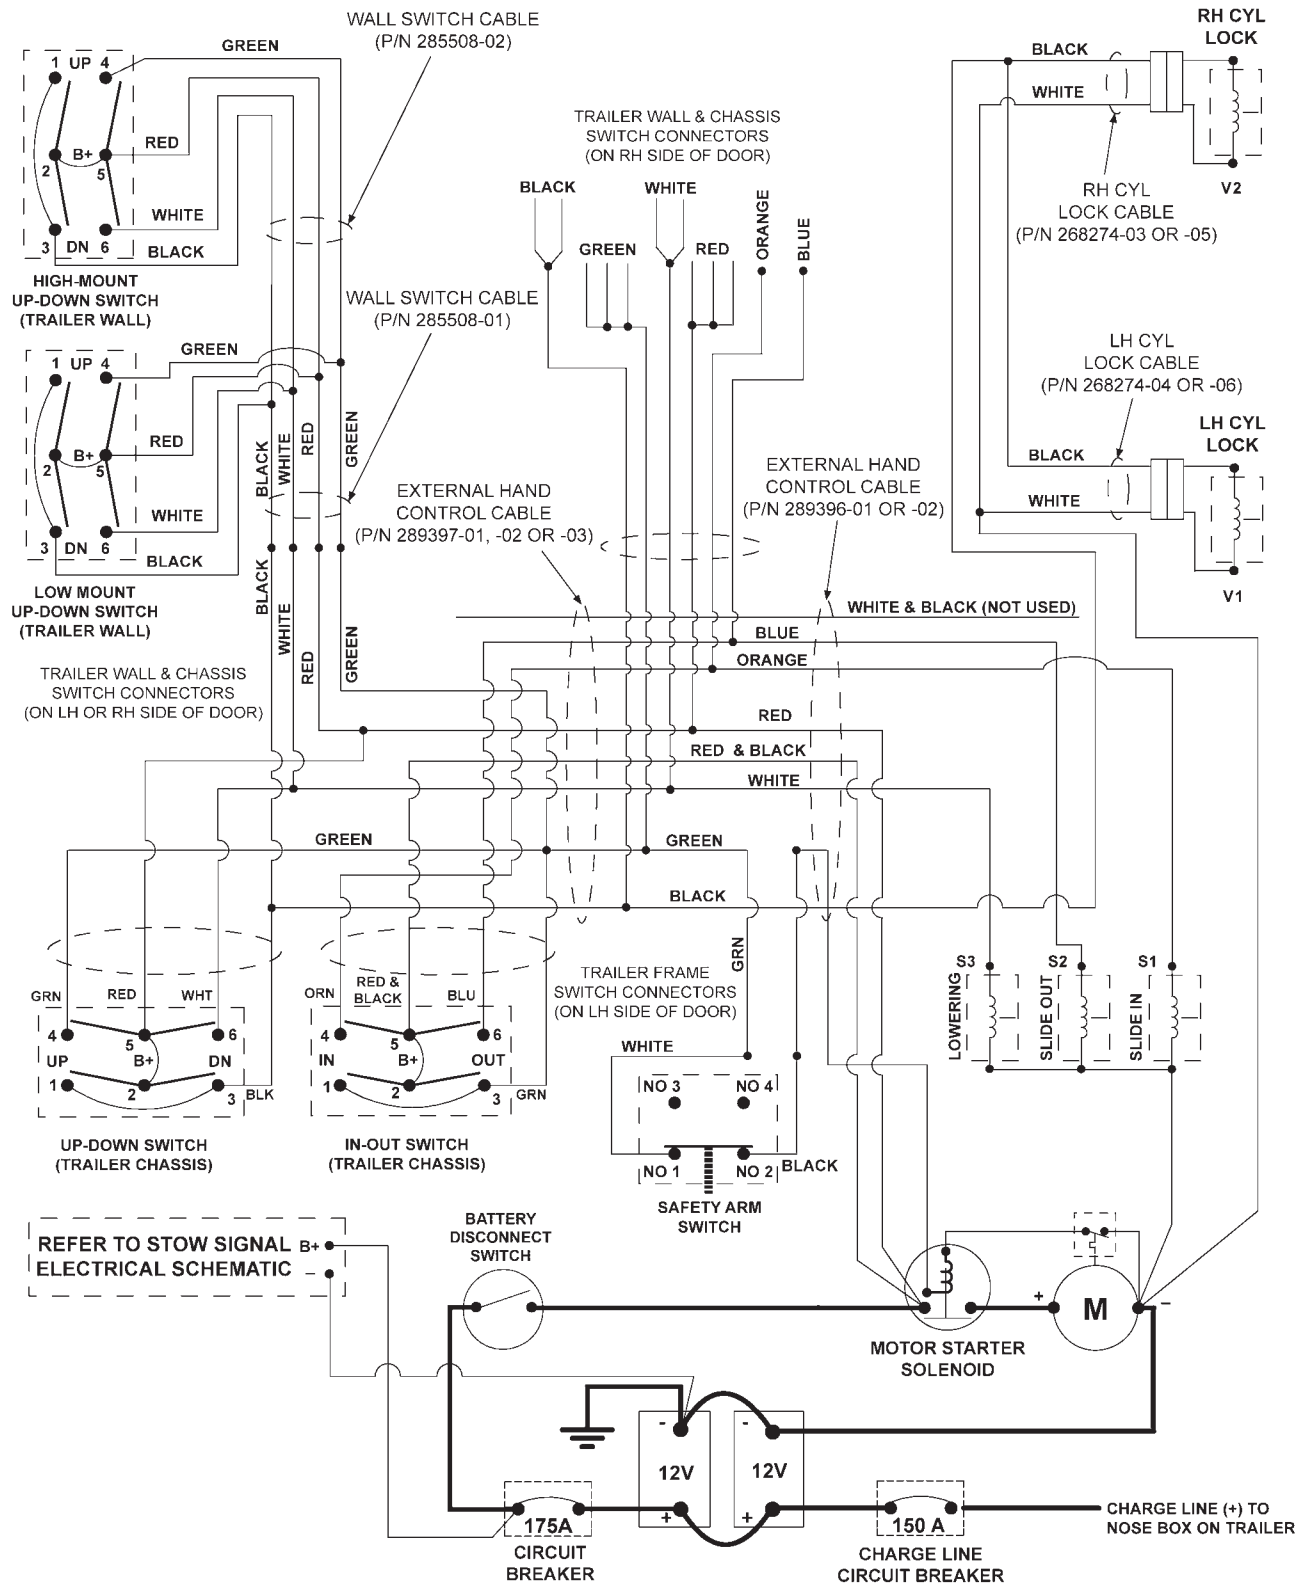 WALL SWITCH CABLE
(P/N 285508-02)
GREEN
1 UP 4
RED
2 B+ 5
WHITE
3 DN 6
BLACK
HIGH-MOUNT
UP-DOWN SWITCH
(TRAILER WALL)
WALL SWITCH CABLE
(P/N 285508-01)
GREEN
1 UP 4
RED
2 B+ 5
WHITE
3 DN 6
BLACK
LOW MOUNT
UP-DOWN SWITCH
(TRAILER WALL)
BLACK
WHITE
RED
GREEN
BLACK
WHITE
RED
GREEN
TRAILER WALL & CHASSIS
SWITCH CONNECTORS
(ON LH OR RH SIDE OF DOOR)
TRAILER WALL & CHASSIS
SWITCH CONNECTORS
(ON RH SIDE OF DOOR)
BLACK
WHITE
GREEN
RED
ORANGE
BLUE
RH CYL
LOCK
BLACK
WHITE
V2
RH CYL
LOCK CABLE
(P/N 268274-03 OR -05)
LH CYL
LOCK CABLE
(P/N 268274-04 OR -06)
LH CYL
LOCK
BLACK
WHITE
V1
EXTERNAL HAND
CONTROL CABLE
(P/N 289397-01, -02 OR -03)
EXTERNAL HAND
CONTROL CABLE
(P/N 289396-01 OR -02)
WHITE & BLACK (NOT USED)
BLUE
ORANGE
RED
RED & BLACK
WHITE
GREEN
GREEN
BLACK
GRN
GRN
RED
WHT
4 5 6
UP B+ DN
1 2 3
BLK
UP-DOWN SWITCH
(TRAILER CHASSIS)
ORN
RED &
BLACK
BLU
4 5 6
IN B+ OUT
1 2 3
GRN
IN-OUT SWITCH
(TRAILER CHASSIS)
TRAILER FRAME
SWITCH CONNECTORS
(ON LH SIDE OF DOOR)
WHITE
NO 3
NO 4
NO 1
NO 2
BLACK
SAFETY ARM
SWITCH
S3
LOWERING
S2
SLIDE OUT
S1
SLIDE IN
REFER TO STOW SIGNAL B+
ELECTRICAL SCHEMATIC -
BATTERY
DISCONNECT
SWITCH
MOTOR STARTER
SOLENOID
+ M -
- 12V +
- 12V +
175A
CIRCUIT
BREAKER
150 A
CHARGE LINE
CIRCUIT BREAKER
CHARGE LINE (+) TO
NOSE BOX ON TRAILER